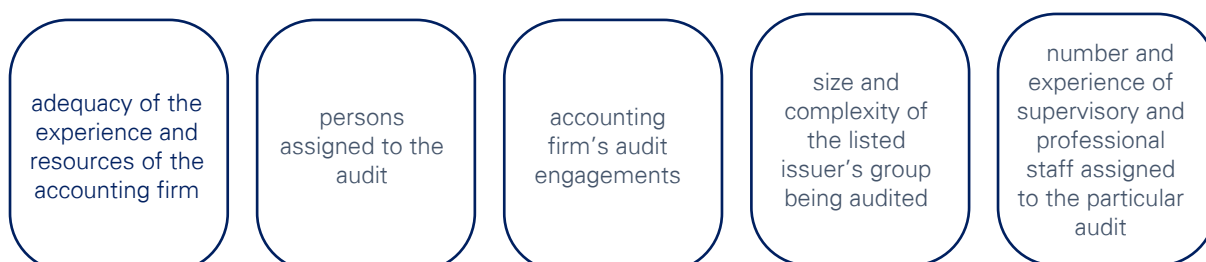 adequacy of the
experience and
resources of the
accounting firm
persons
assigned to the
audit
accounting
firm's audit
engagements
size and
complexity of
the listed
issuer's group
being audited
number and
experience of
supervisory and
professional
staff assigned
to the particular
audit